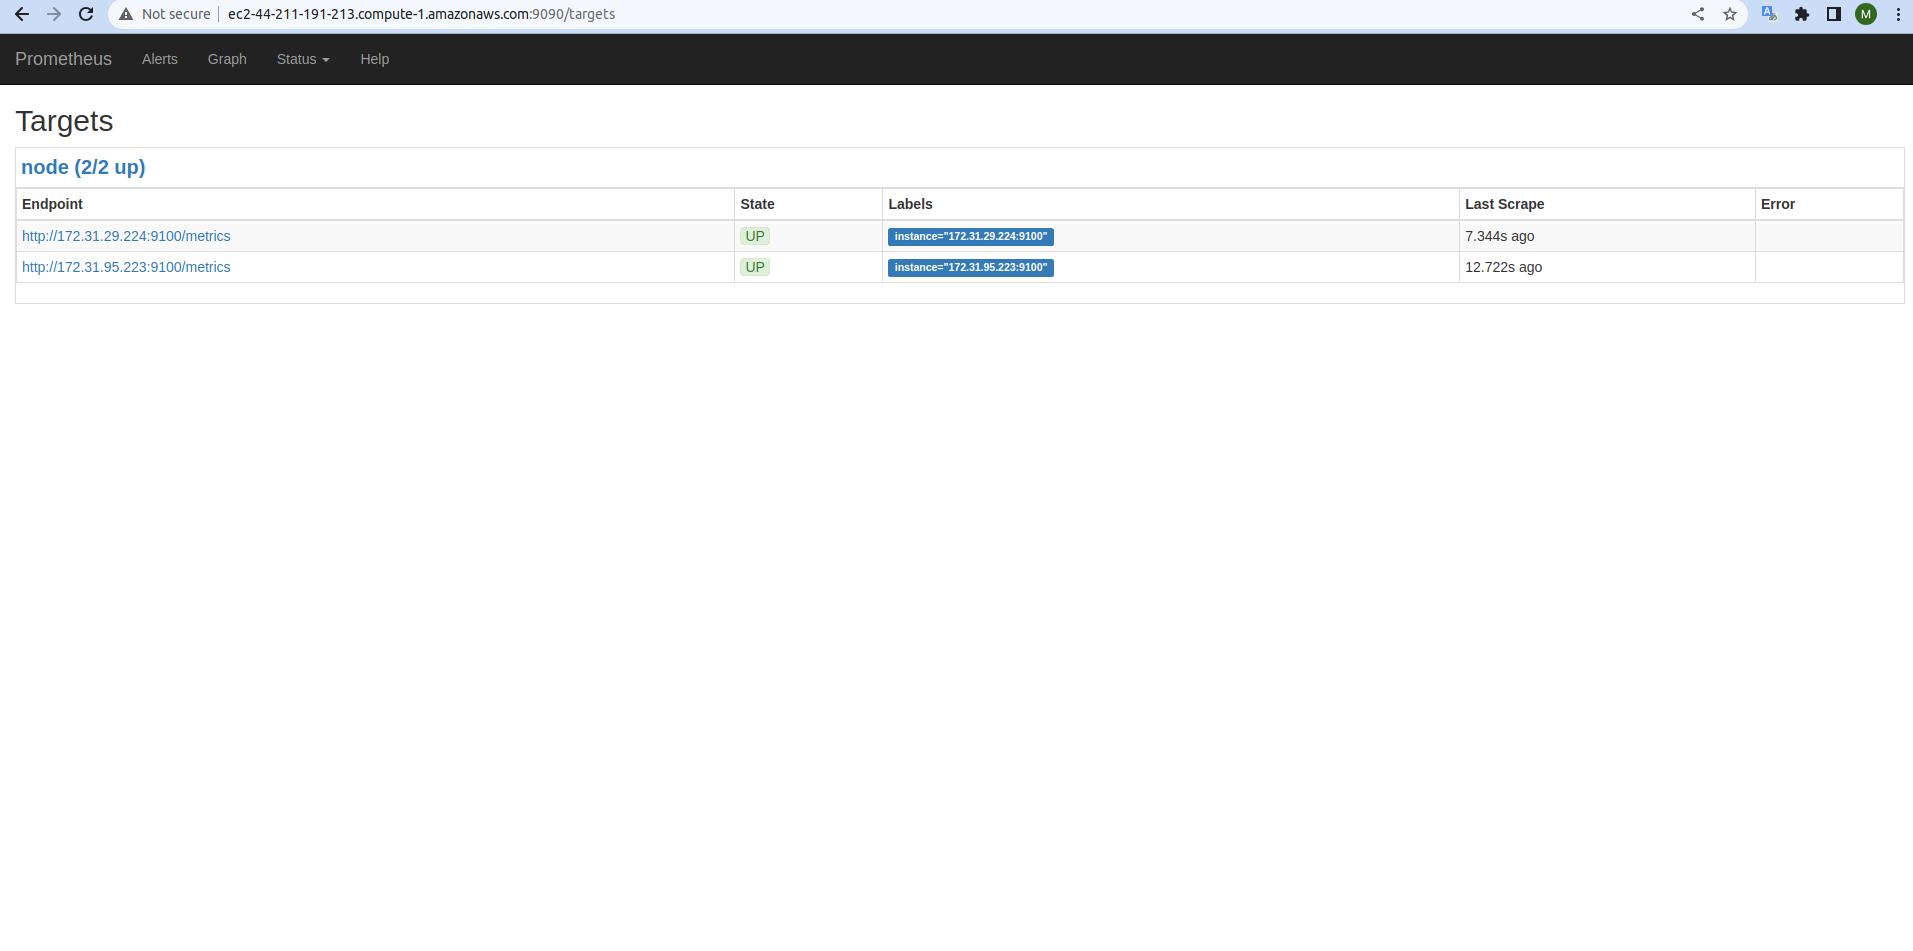 Not secure ec2-44-211-191-213.compute-1.amazonaws.com:9090/targets M
Prometheus Alerts Graph Status Help
Targets
node (2/2 up)
Endpoint State Labels Last Scrape Error
http://172.31.29.224:9100/metrics UP instance="172.31.29.224:9100" 7.344s ago
http://172.31.95.223:9100/metrics UP instance="172.31.95.223:9100" 12.722s ago